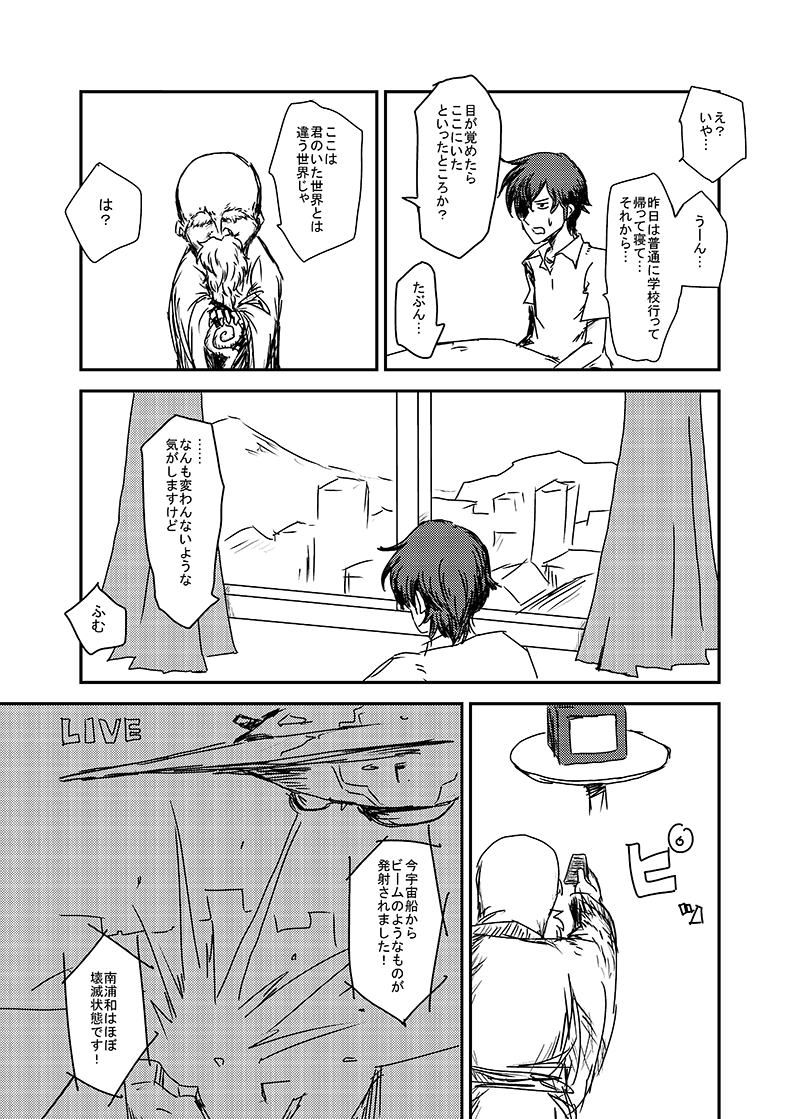 え？
いや…
うーん…
昨日は普通に学校行って
帰って寝て…
それから…
目が覚めたら
ここにいた
といったところか？
たぶん…
ここは
君のいた世界とは
違う世界じゃ
は？
……
なんも変わんないような
気がしますけど
ふむ
ピッ
LIVE
今宇宙船から
ビームのようなものが
発射されました！
南浦和はほぼ
壊滅状態です！